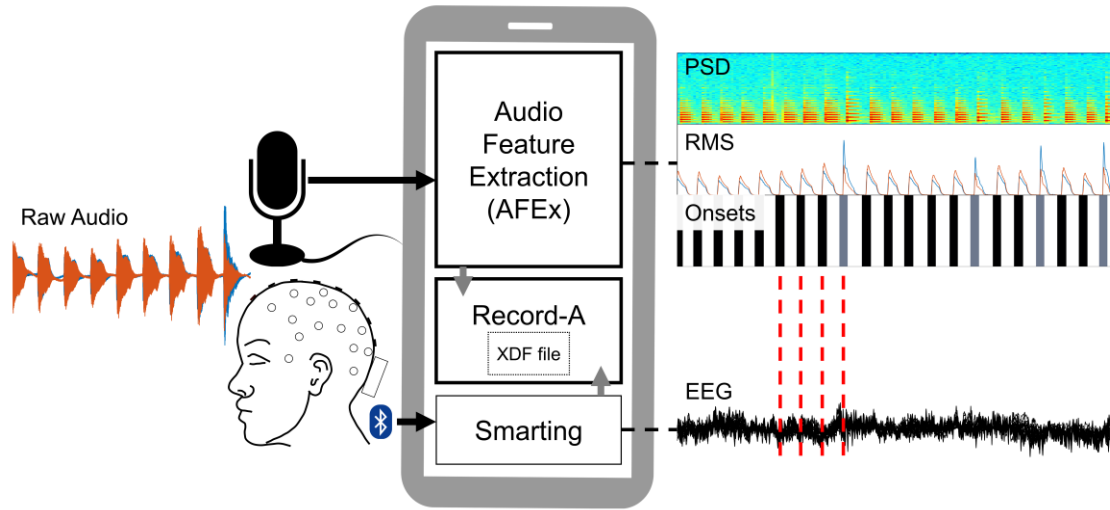 Raw Audio
Audio
Feature
Extraction
(AFEx)
Record-A
XDF file
Smarting
PSD
RMS
Onsets
EEG